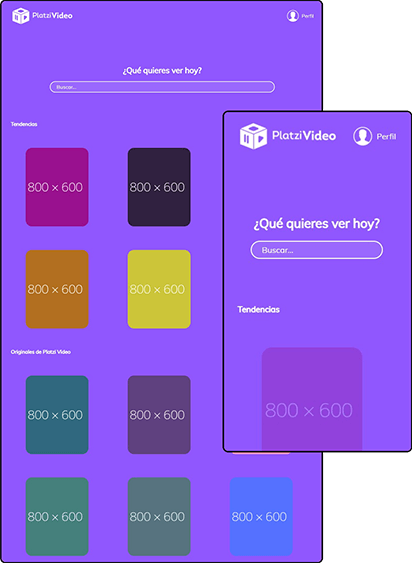 PlatziVideo
Perfil
¿Qué quieres ver hoy?
Buscar...
Tendencias
800 × 600
800 × 600
800 × 600
800 × 600
Originales de Platzi Video
800 × 600
800 × 600
800 × 600
800 × 600
800 × 600
PlatziVideo
Perfil
¿Qué quieres ver hoy?
Buscar...
Tendencias
800 × 600